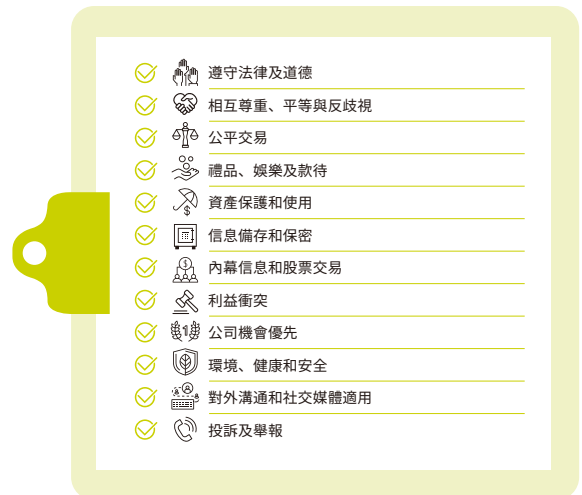 遵守法律及道德
相互尊重、平等與反歧視
公平交易
禮品、娛樂及款待
資產保護和使用
信息備存和保密
內幕信息和股票交易
利益衝突
公司機會優先
環境、健康和安全
對外溝通和社交媒體適用
投訴及舉報